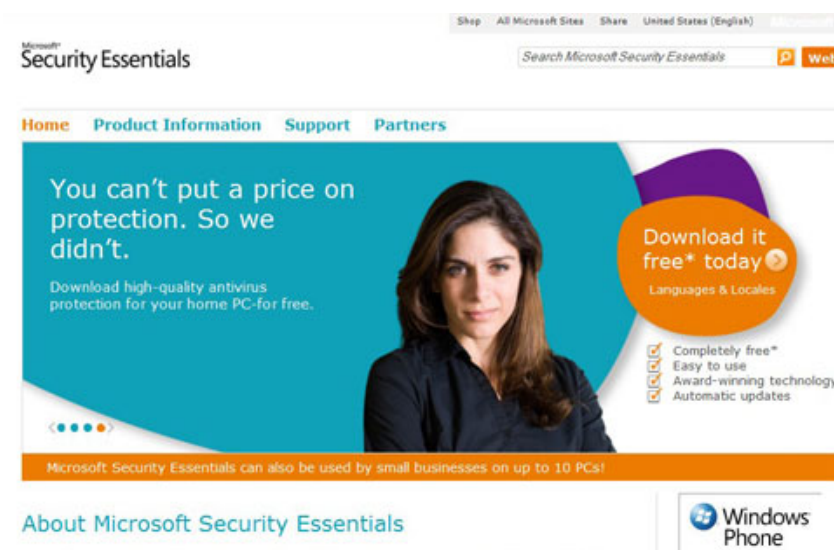 Shop All Microsoft Sites Share United States (English)
Microsoft®
Security Essentials
Search Microsoft Security Essentials
Web
Home Product Information Support Partners
You can't put a price on
protection. So we
didn't.
Download high-quality antivirus
protection for your home PC-for free.
Download it
free* today
Languages & Locales
Completely free*
Easy to use
Award-winning technology
Automatic updates
Microsoft Security Essentials can also be used by small businesses on up to 10 PCs!
About Microsoft Security Essentials
Windows
Phone